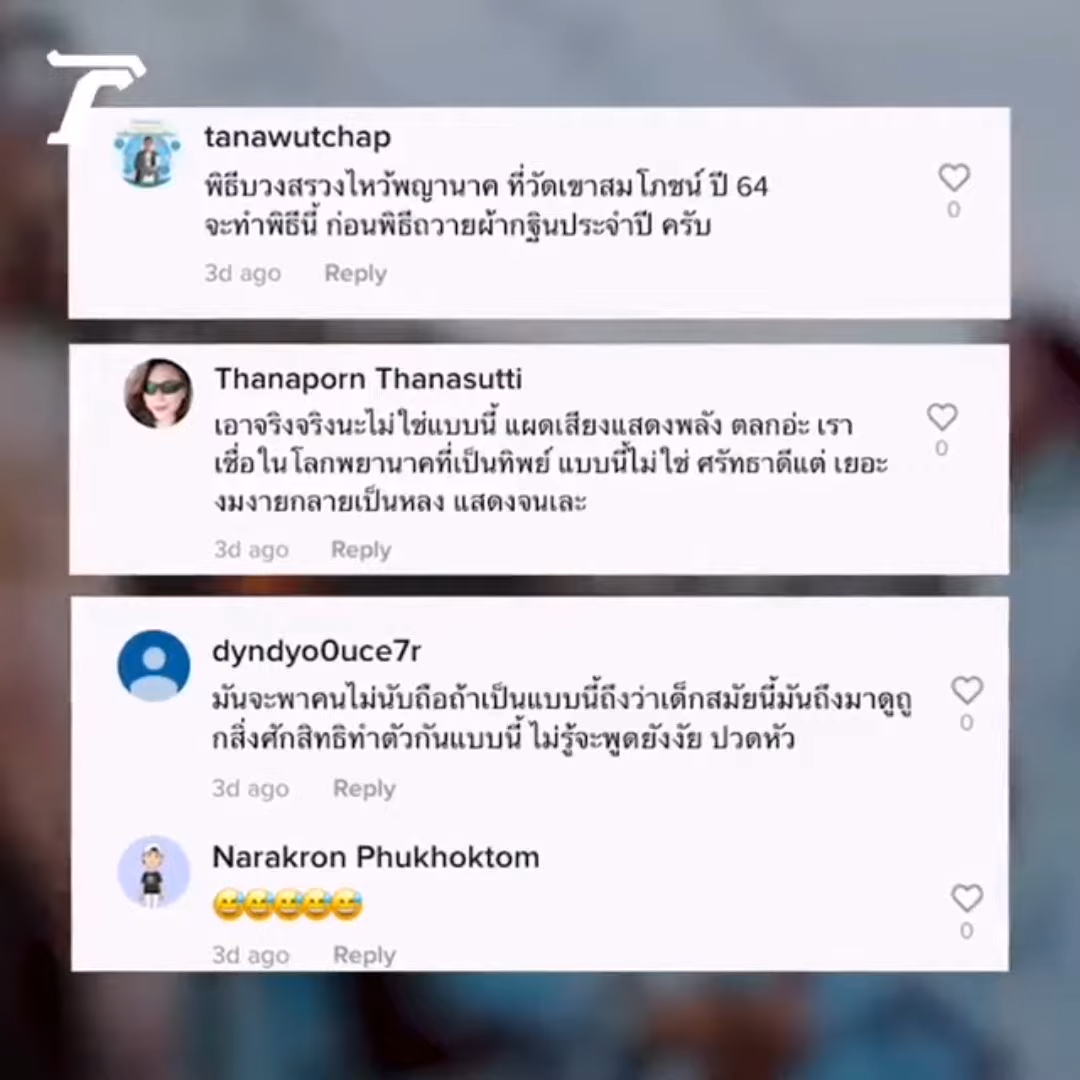 tanawutchap
พิธีบวงสรวงไหว้พญานาค ที่วัดเขาสมโภชน์ ปี 64
จะทำพิธีนี้ ก่อนพิธีถวายผ้ากฐินประจำปี ครับ
0
3d ago Reply
Thanaporn Thanasutti
เอาจริงจริงนะไม่ใช่แบบนี้ แผดเสียงแสดงพลัง ตลกอ่ะ เรา
เชื่อในโลกพยานาคที่เป็นทิพย์ แบบนี้ไม่ใช่ ศรัทธาดีแต่ เยอะ
0
งมงายกลายเป็นหลง แสดงจนเละ
3d ago Reply
dyndyo0uce7r
มันจะพาคนไม่นับถือถ้าเป็นแบบนี้ถึงว่าเด็กสมัยนี้มันถึงมาดูถู
กสิ่งศักสิทธิทำตัวกันแบบนี้ ไม่รู้จะพูดยังงัย ปวดหัว
0
3d ago Reply
Narakron Phukhoktom
😅😅😅😅😅
0
3d ago Reply